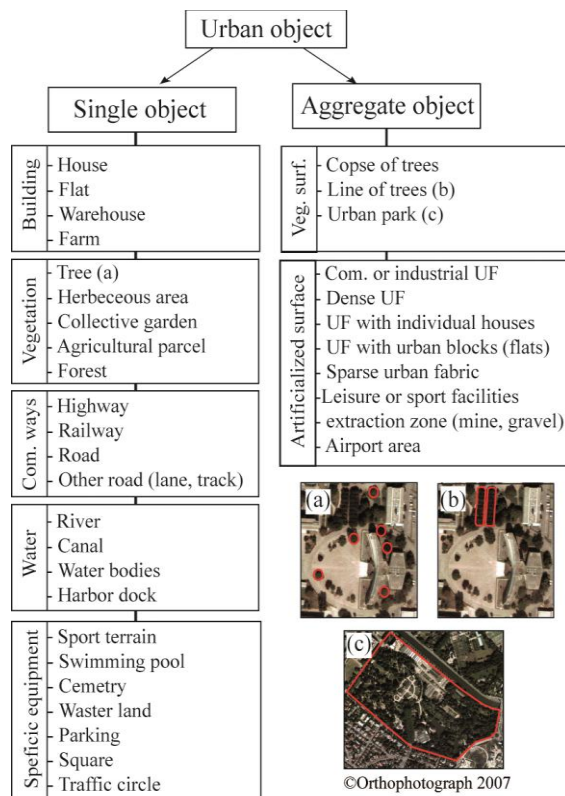 Urban object
Single object
Building
- House
- Flat
- Warehouse
- Farm
Vegetation
- Tree (a)
- Herbeceous area
- Collective garden
- Agricultural parcel
- Forest
Com. ways
- Highway
- Railway
- Road
- Other road (lane, track)
Water
- River
- Canal
- Water bodies
- Harbor dock
Speficic equipment
- Sport terrain
- Swimming pool
- Cemetry
- Waster land
- Parking
- Square
- Traffic circle
Aggregate object
Veg. surf.
- Copse of trees
- Line of trees (b)
- Urban park (c)
Artificialized surface
- Com. or industrial UF
- Dense UF
- UF with individual houses
- UF with urban blocks (flats)
- Sparse urban fabric
- Leisure or sport facilities
- extraction zone (mine, gravel)
- Airport area
(a)
(b)
(c)
©Orthophotograph 2007